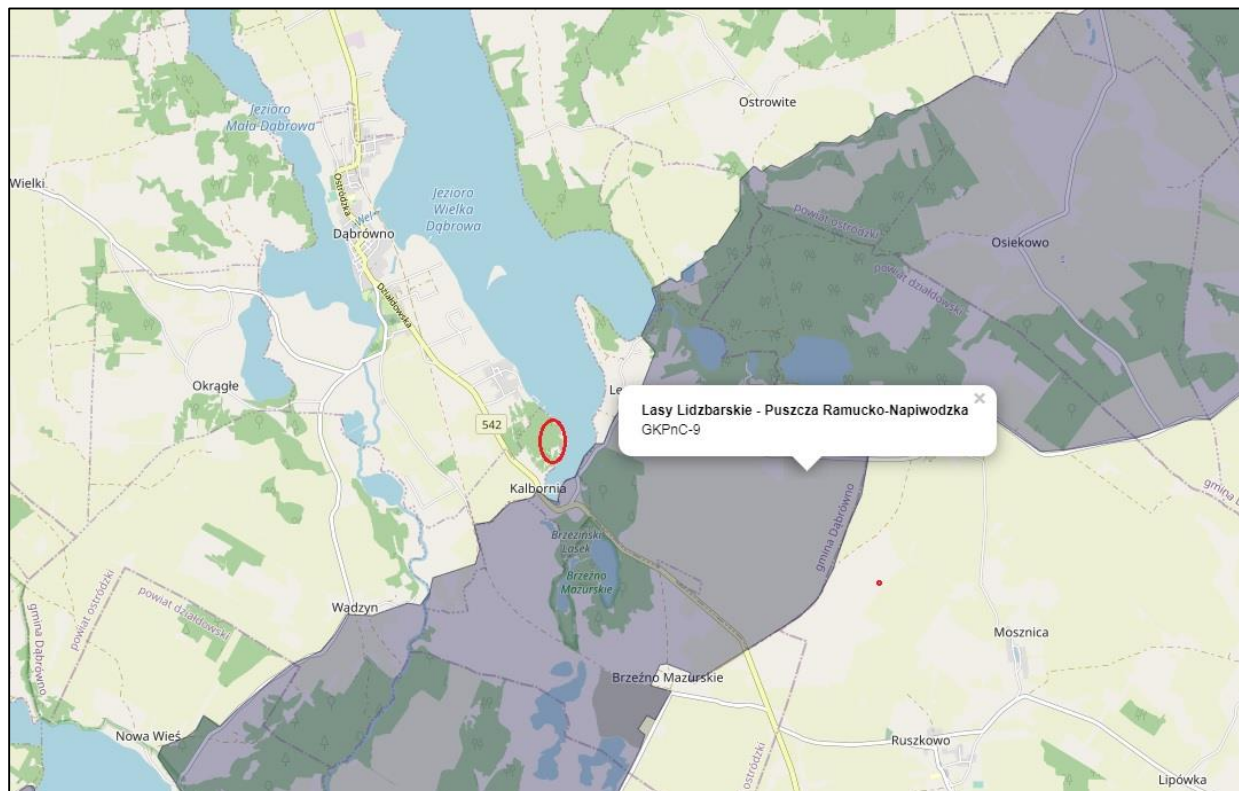 Ostrowite
Jezioro
Mała Dąbrowa
Wielki
Ostródzka
Wel
Jezioro
Wielka
Dąbrowa
Dąbrówno
powiat ostródzki
powiat działdowski
Osiekowo
Działdowska
Okrągłe
Le
Lasy Lidzbarskie - Puszcza Ramucko-Napiwodzka
×
GKPnC-9
542
Kalbornia
gmina Dąbrówno
gmina D
Brzeziński
Lasek
Brzeźno
Mazurskie
powiat ostródzki
powiat działdowski
gmina Dąbrówno
Wądzyn
Mosznica
Brzeźno Mazurskie
Nowa Wieś
Ruszkowo
Lipówka